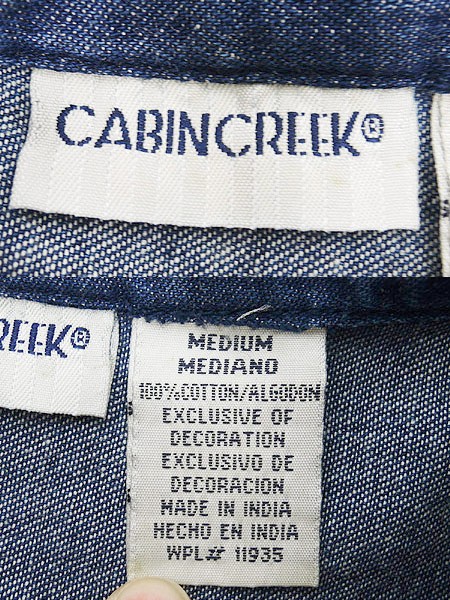 CABINCREEK®
REEK®
MEDIUM
MEDIANO
100%COTTON/ALGODON
EXCLUSIVE OF
DECORATION
EXCLUSIVO DE
DECORACION
MADE IN INDIA
HECHO EN INDIA
WPL# 11935